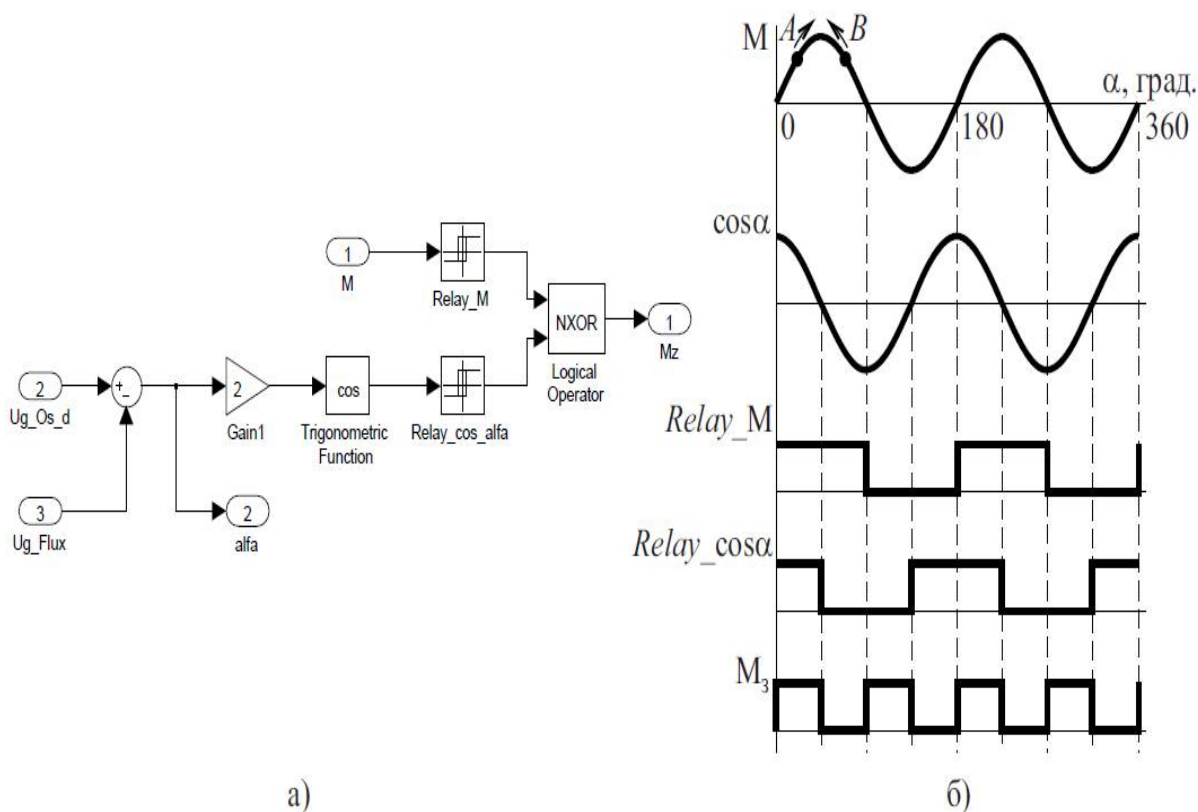 1
M
Relay_M
2
Ug_Os_d
+
-
2
Gain1
cos
Trigonometric
Function
Relay_cos_alfa
NXOR
Logical
Operator
1
Mz
3
Ug_Flux
2
alfa
а)
M
A
B
α, град.
0
180
360
cosα
Relay_M
Relay_cosα
M₃
б)